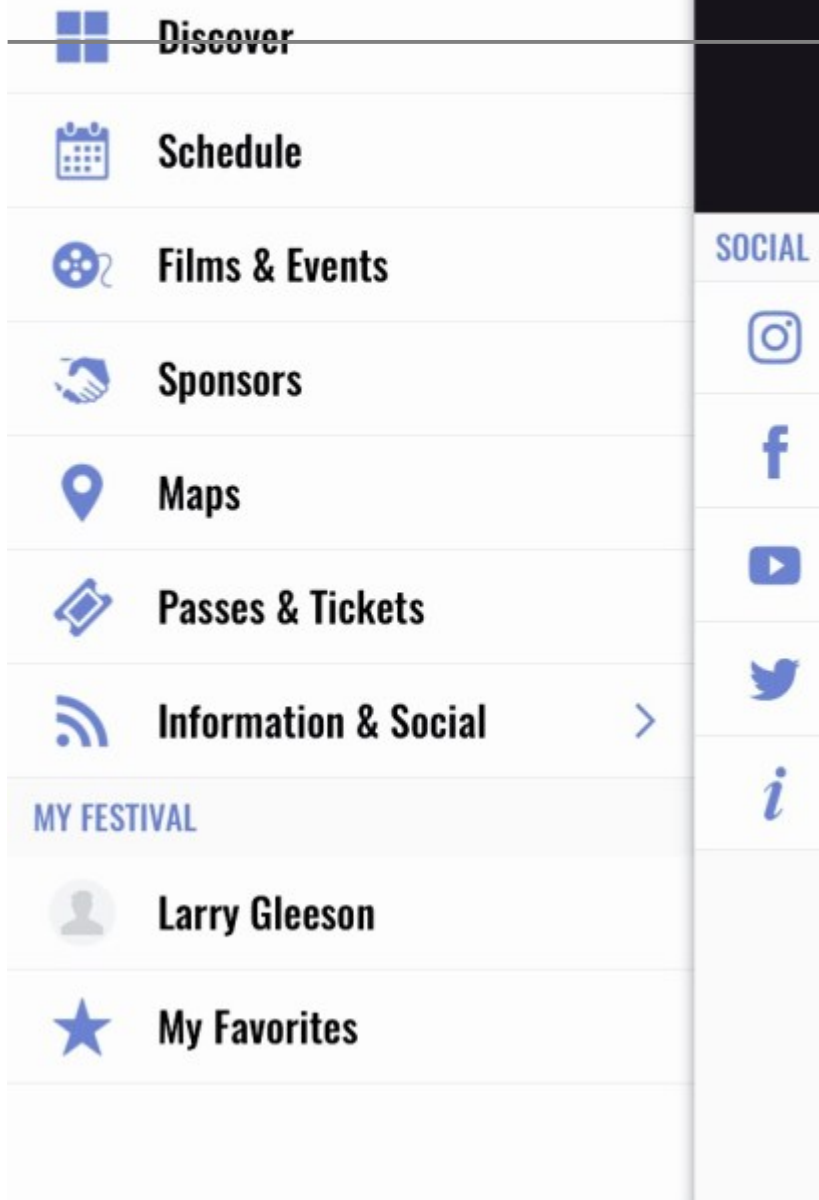 Discover
Schedule
Films & Events
Sponsors
Maps
Passes & Tickets
Information & Social
MY FESTIVAL
Larry Gleeson
My Favorites
SOCIAL